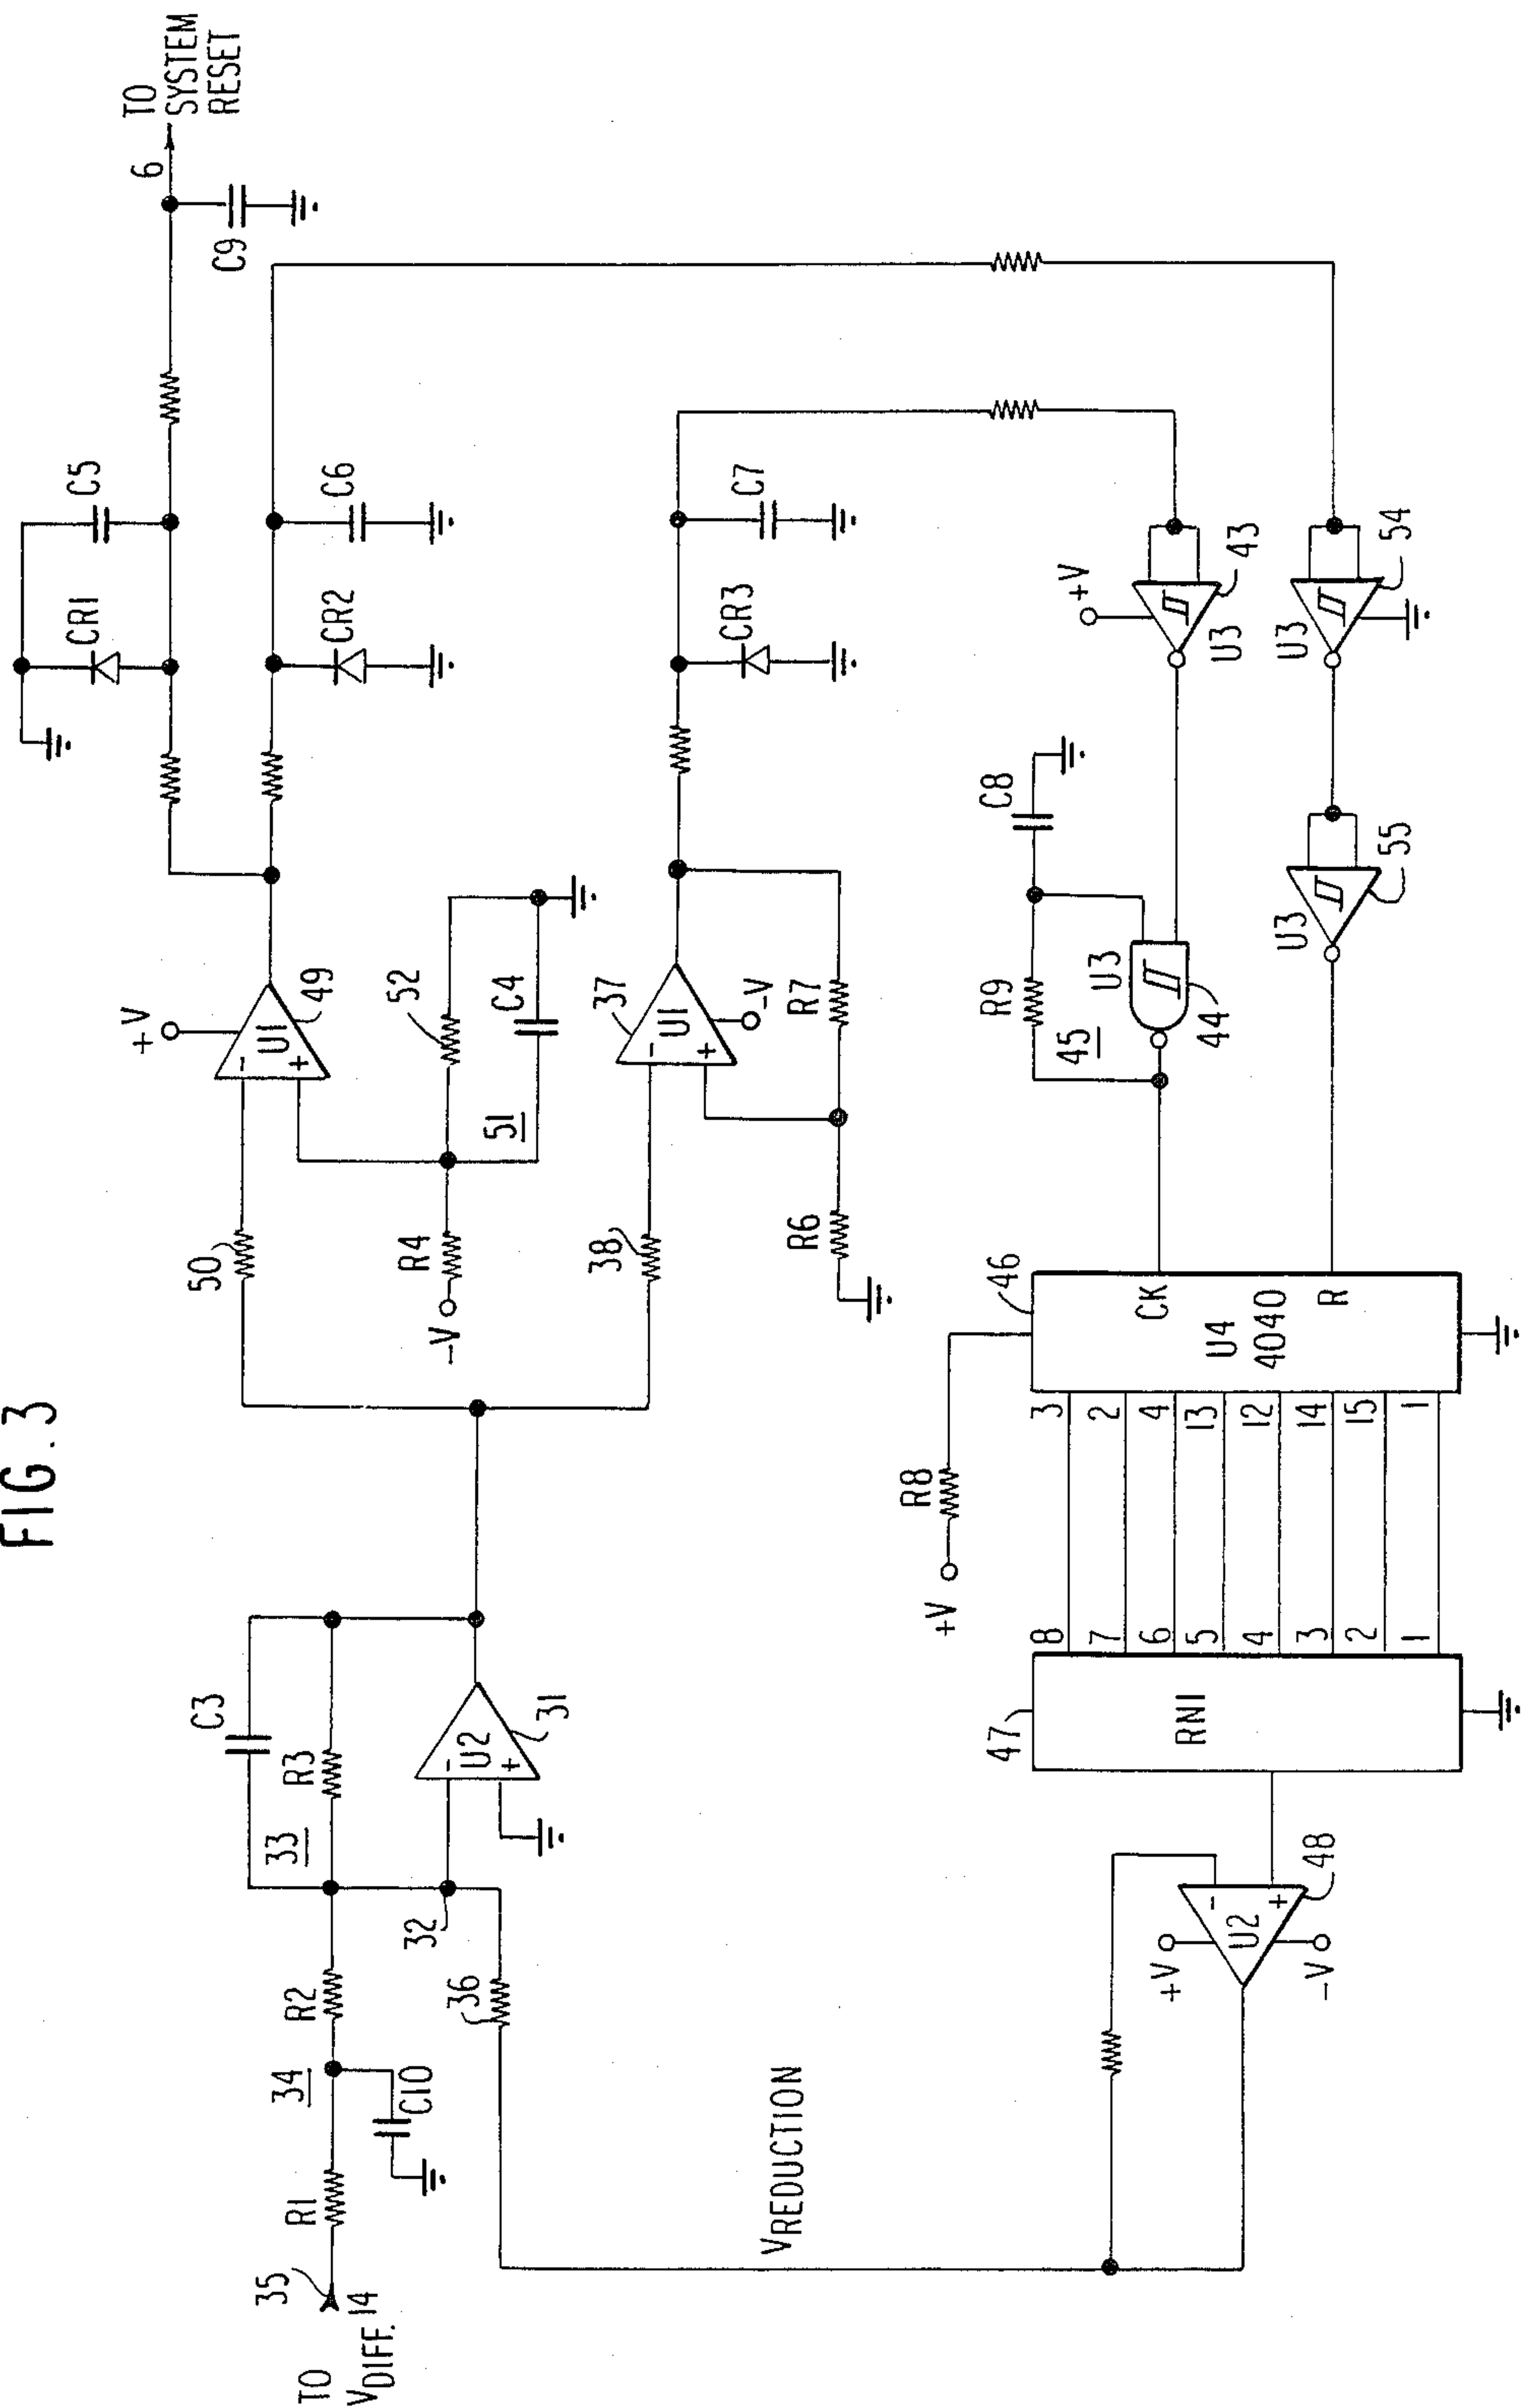 FIG. 3
TO
SYSTEM
RESET
6
C9
C5
CR1
C6
CR2
+V
U1
-
+
49
50
52
C4
51
R4
-V
C7
CR3
37
U1
-
+
-V
38
R7
R6
C3
R3
33
U2
-
+
31
32
R2
34
R1
C10
35
TO
VDIFF. 14
36
VREDUCTION
+V
43
U3
54
U3
55
U3
C8
R9
45
U3
44
46
CK
U4
4040
R
R8
+V
3
2
4
13
12
14
15
1
8
7
6
5
4
3
2
1
47
RN1
48
-
+
U2
+V
-V